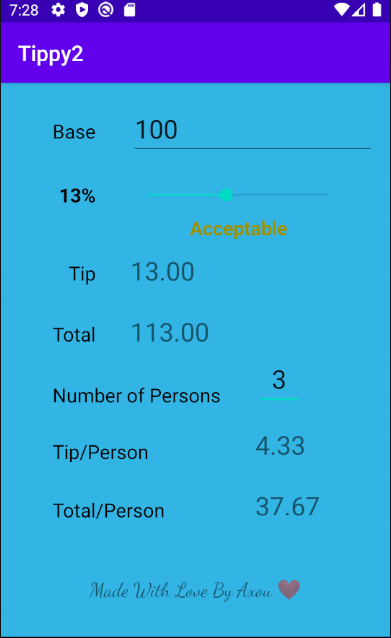 7:28
Tippy2
Base 100
13%
Acceptable
Tip 13.00
Total 113.00
Number of Persons 3
Tip/Person 4.33
Total/Person 37.67
Made With Love By Axou ❤️